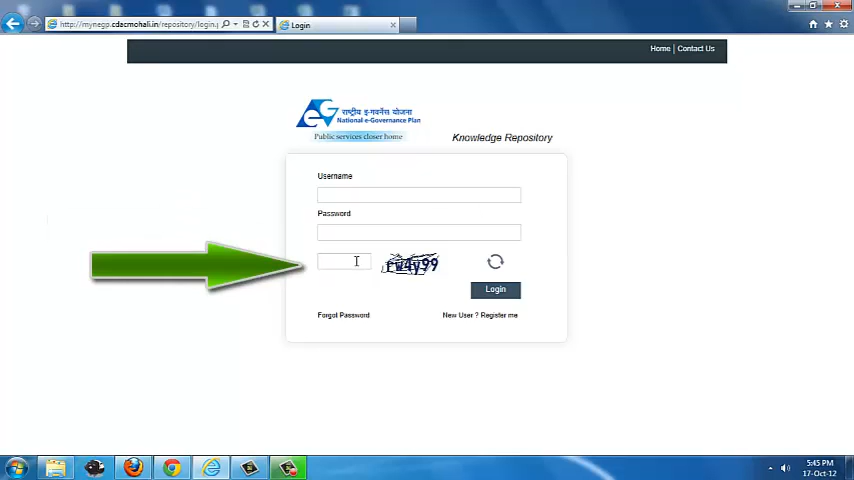 http://mynegp.cdacmohali.in/repository/login.p
Login
Home | Contact Us
राष्ट्रीय ई-गवर्नेंस योजना
National e-Governance Plan
Public services closer home
Knowledge Repository
Username
Password
Login
Forgot Password
New User ? Register me
5:45 PM
17-Oct-12